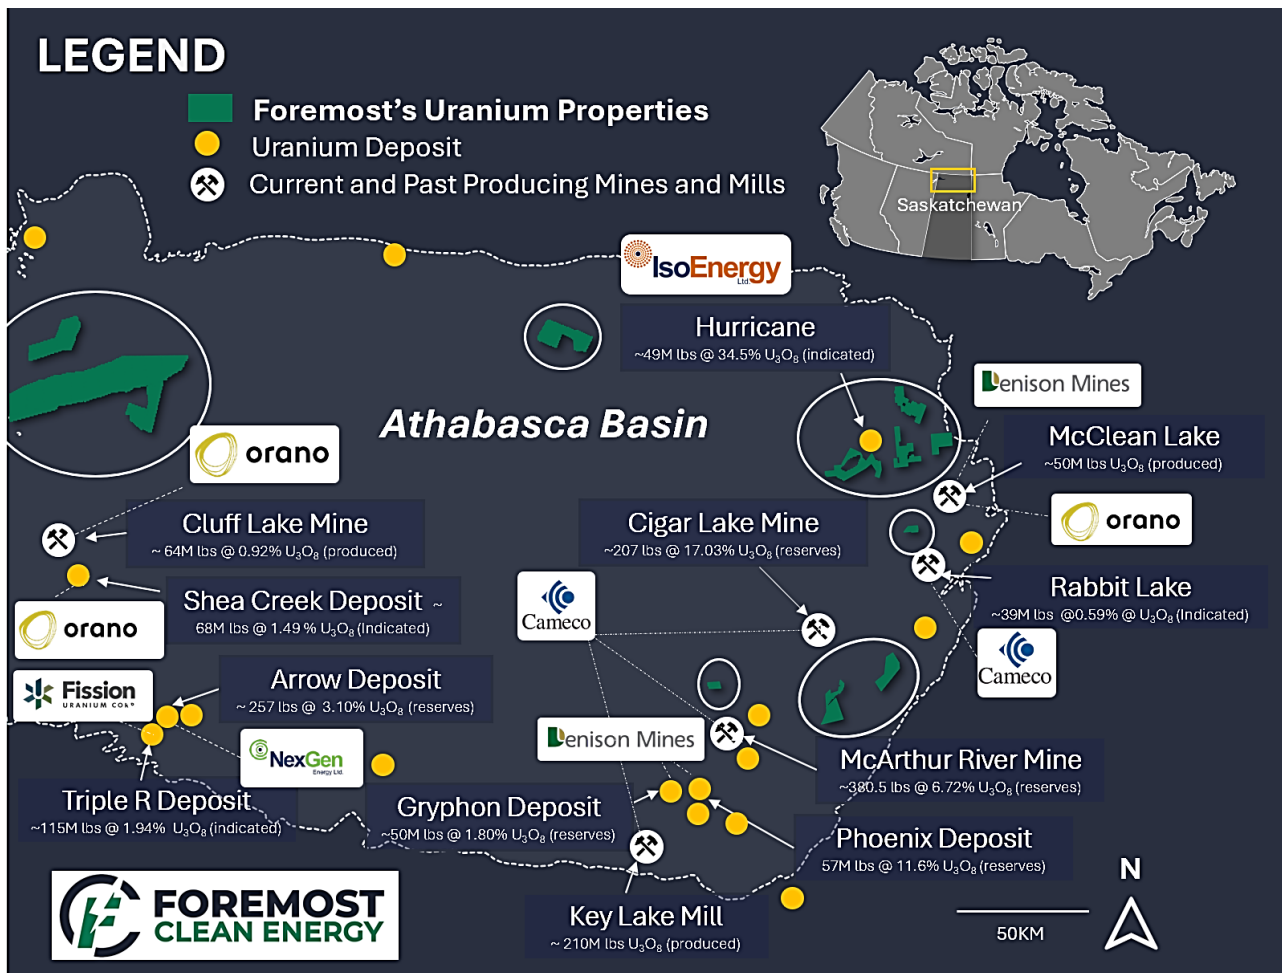 LEGEND
Foremost's Uranium Properties
Uranium Deposit
Current and Past Producing Mines and Mills
Saskatchewan
IsoEnergy
Ltd.
Hurricane
~49M lbs @ 34.5% U₃O₈ (indicated)
Denison Mines
Athabasca Basin
McClean Lake
~50M lbs U₃O₈ (produced)
orano
Cluff Lake Mine
~ 64M lbs @ 0.92% U₃O₈ (produced)
Cigar Lake Mine
~207 lbs @ 17.03% U₃O₈ (reserves)
orano
Shea Creek Deposit ~
68M lbs @ 1.49 % U₃O₈ (Indicated)
Rabbit Lake
~39M lbs @0.59% @ U₃O₈ (Indicated)
orano
Cameco
Cameco
Fission
URANIUM CORP
Arrow Deposit
~ 257 lbs @ 3.10% U₃O₈ (reserves)
NexGen
Energy Ltd.
Denison Mines
McArthur River Mine
~380.5 lbs @ 6.72% U₃O₈ (reserves)
Triple R Deposit
~115M lbs @ 1.94% U₃O₈ (indicated)
Gryphon Deposit
~50M lbs @ 1.80% U₃O₈ (reserves)
Phoenix Deposit
57M lbs @ 11.6% U₃O₈ (reserves)
Key Lake Mill
~ 210M lbs U₃O₈ (produced)
FOREMOST
CLEAN ENERGY
50KM
N